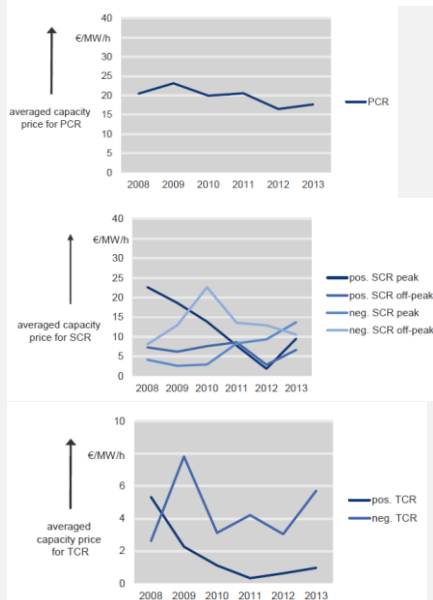 40
€/MW/h
30
25
20
15
10
5
0
averaged capacity
price for PCR
2008 2009 2010 2011 2012 2013
PCR
40
€/MW/h
30
25
20
15
10
5
0
averaged capacity
price for SCR
2008 2009 2010 2011 2012 2013
pos. SCR peak
pos. SCR off-peak
neg. SCR peak
neg. SCR off-peak
10
€/MW/h
6
4
2
0
averaged
capacity price
for TCR
2008 2009 2010 2011 2012 2013
pos. TCR
neg. TCR